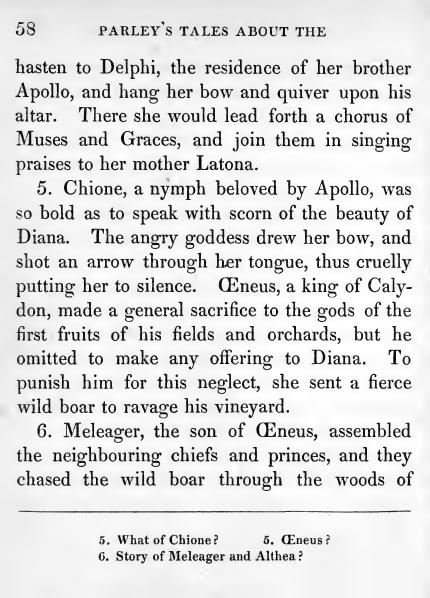 58 PARLEY'S TALES ABOUT THE
hasten to Delphi, the residence of her brother
Apollo, and hang her bow and quiver upon his
altar. There she would lead forth a chorus of
Muses and Graces, and join them in singing
praises to her mother Latona.
5. Chione, a nymph beloved by Apollo, was
so bold as to speak with scorn of the beauty of
Diana. The angry goddess drew her bow, and
shot an arrow through her tongue, thus cruelly
putting her to silence. Œneus, a king of Caly-
don, made a general sacrifice to the gods of the
first fruits of his fields and orchards, but he
omitted to make any offering to Diana. To
punish him for this neglect, she sent a fierce
wild boar to ravage his vineyard.
6. Meleager, the son of Œneus, assembled
the neighbouring chiefs and princes, and they
chased the wild boar through the woods of
5. What of Chione? 5. Œneus?
6. Story of Meleager and Althea?